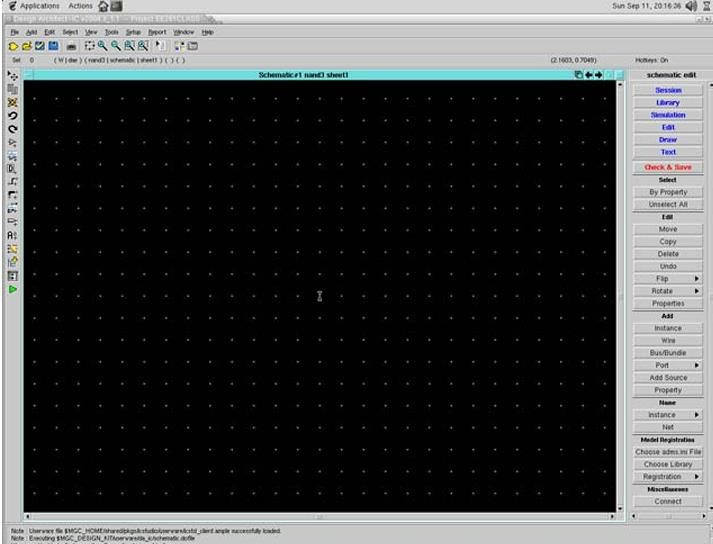 Applications Actions
Sun Sep 11, 20:16:36
Design Architect-IC v2004.3_1.1 -- Project EE261CLASS
File Add Edit Select View Tools Setup Report Window Help
Sel: 0 ( W | dse ) ( nand3 | schematic | sheet1 ) ( ) ( ) (2.1603, 0.7049) Hotkeys: On
Schematic#1 nand3 sheet1
schematic edit
Session
Library
Simulation
Edit
Draw
Text
Check & Save
Select
By Property
Unselect All
Edit
Move
Copy
Delete
Undo
Flip
Rotate
Properties
Add
Instance
Wire
Bus/Bundle
Port
Add Source
Property
Name
Instance
Net
Model Registration
Choose adms.ini File
Choose Library
Registration
Miscellaneous
Connect
Note : Userware file $MGC_HOME/shared/pkgs/icstudio/userware/icstd_client.ample successfully loaded.
Note : Executing $MGC_DESIGN_KIT/userware/da_ic/schematic.dofile